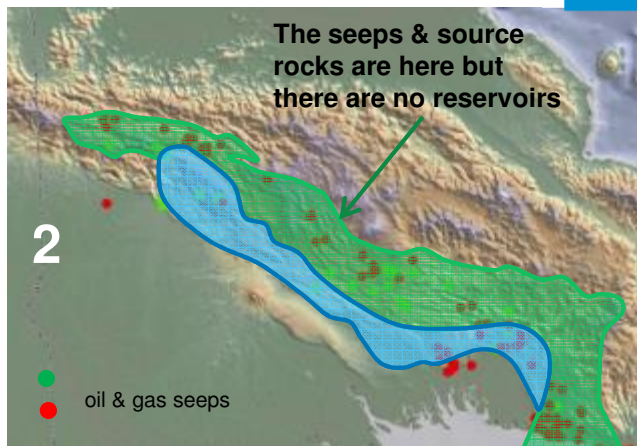 The seeps & source
rocks are here but
there are no reservoirs
2
oil & gas seeps